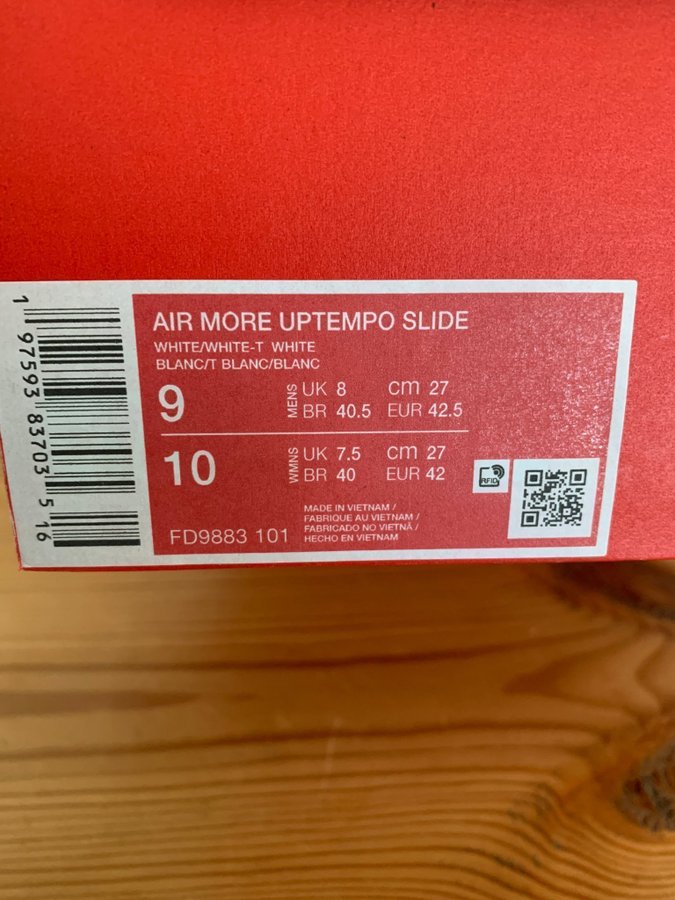 AIR MORE UPTEMPO SLIDE
WHITE/WHITE-T WHITE
BLANC/T BLANC/BLANC
9 MENS UK 8 cm 27
BR 40.5 EUR 42.5
10 WMNS UK 7.5 cm 27
BR 40 EUR 42
RFID
FD9883 101
MADE IN VIETNAM /
FABRIQUE AU VIETNAM /
FABRICADO NO VIETNÃ /
HECHO EN VIETNAM
1 97593 83703 5 16